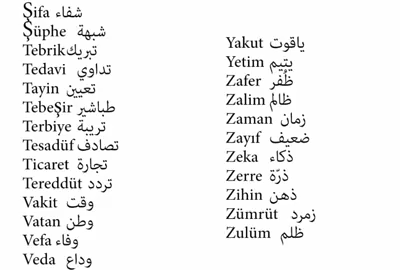 Şifa شفاء
Şüphe شبهة
Tebrik تبريك
Tedavi تداوي
Tayin تعيين
Tebeşir طباشير
Terbiye تربية
Tesadüf تصادف
Ticaret تجارة
Tereddüt تردد
Vakit وقت
Vatan وطن
Vefa وفاء
Veda وداع
Yakut ياقوت
Yetim يتيم
Zafer ظُفر
Zalim ظالم
Zaman زمان
Zayıf ضعيف
Zeka ذكاء
Zerre ذرّة
Zihin ذهن
Zümrüt زمرد
Zulüm ظلم